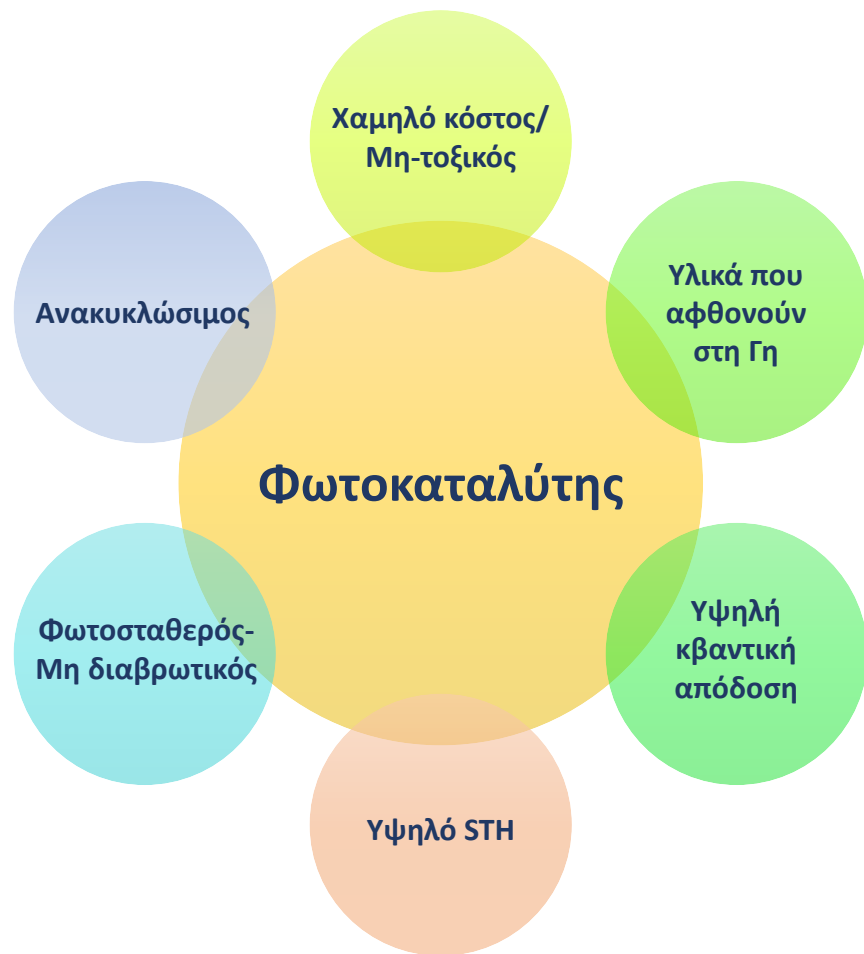 Χαμηλό κόστος/
Μη-τοξικός
Υλικά που
αφθονούν
στη Γη
Ανακυκλώσιμος
Φωτοκαταλύτης
Υψηλή
κβαντική
απόδοση
Φωτοσταθερός-
Μη διαβρωτικός
Υψηλό STH